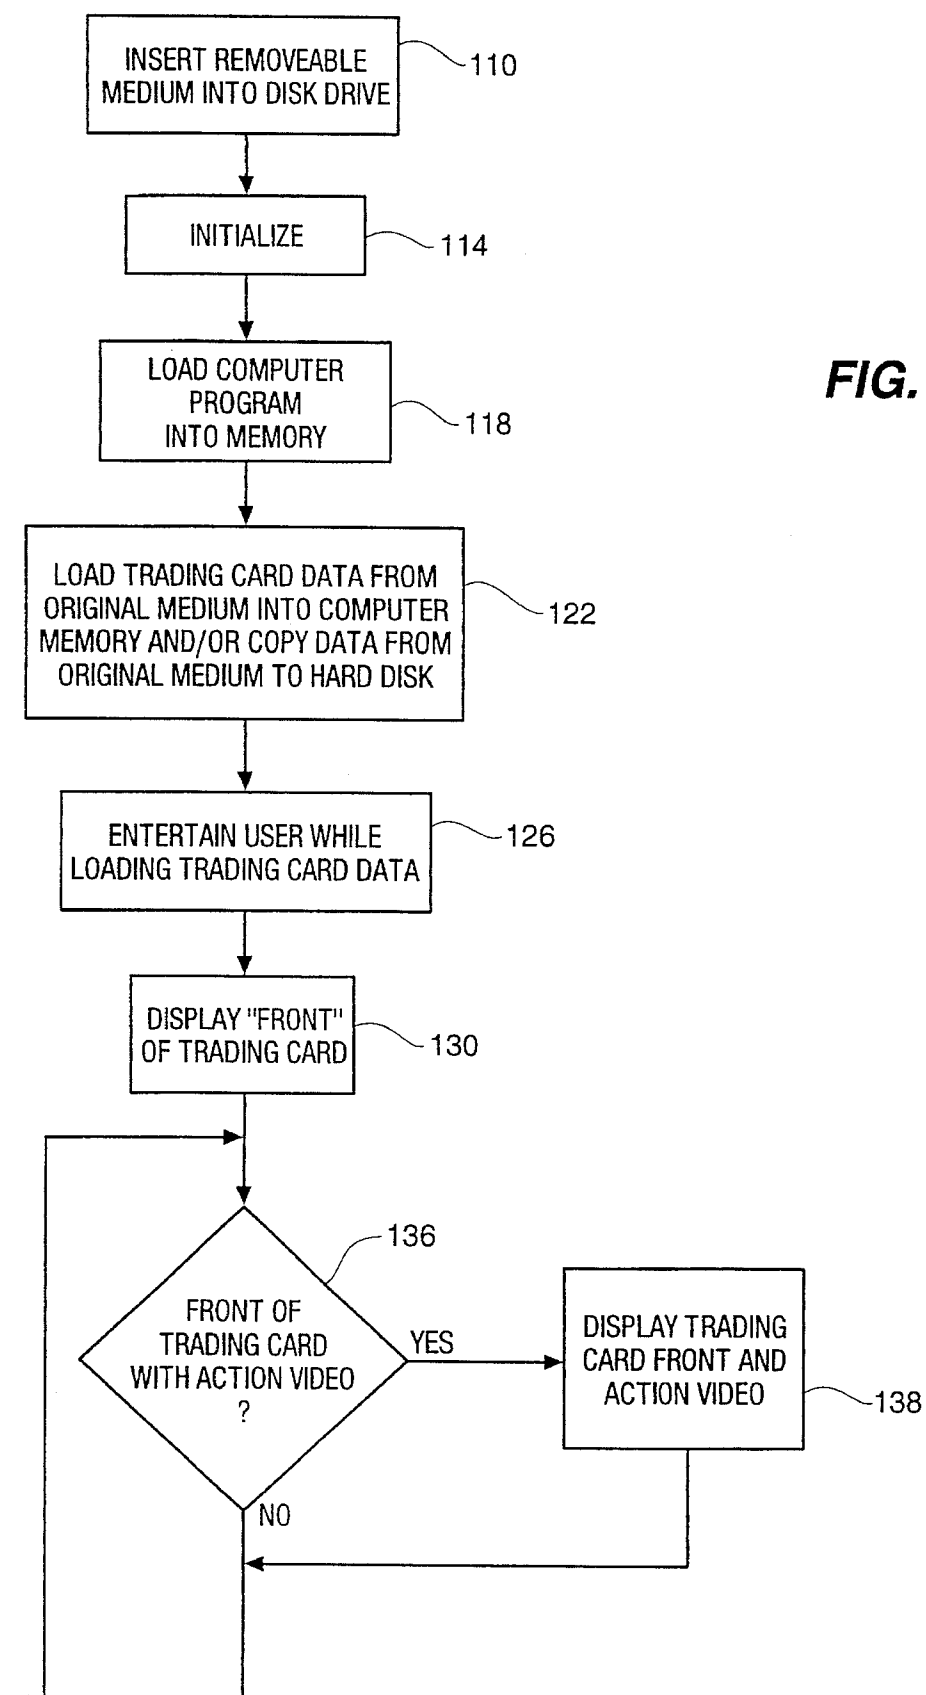 INSERT REMOVEABLE
MEDIUM INTO DISK DRIVE
110
INITIALIZE
114
LOAD COMPUTER
PROGRAM
INTO MEMORY
118
FIG.
LOAD TRADING CARD DATA FROM
ORIGINAL MEDIUM INTO COMPUTER
MEMORY AND/OR COPY DATA FROM
ORIGINAL MEDIUM TO HARD DISK
122
ENTERTAIN USER WHILE
LOADING TRADING CARD DATA
126
DISPLAY "FRONT"
OF TRADING CARD
130
136
FRONT OF
TRADING CARD
WITH ACTION VIDEO
?
YES
DISPLAY TRADING
CARD FRONT AND
ACTION VIDEO
138
NO